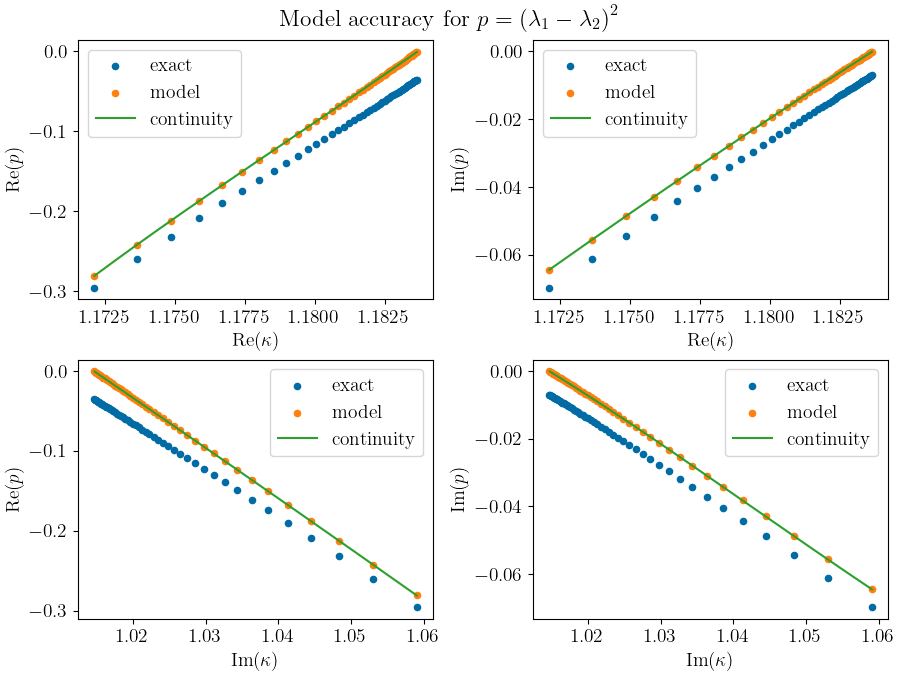 Model accuracy for p = (λ₁ − λ₂)²
0.0
−0.1
−0.2
−0.3
Re(p)
exact
model
continuity
1.1725 1.1750 1.1775 1.1800 1.1825
Re(κ)
0.00
−0.02
−0.04
−0.06
Im(p)
exact
model
continuity
1.1725 1.1750 1.1775 1.1800 1.1825
Re(κ)
0.0
−0.1
−0.2
−0.3
Re(p)
exact
model
continuity
1.02 1.03 1.04 1.05 1.06
Im(κ)
0.00
−0.02
−0.04
−0.06
Im(p)
exact
model
continuity
1.02 1.03 1.04 1.05 1.06
Im(κ)